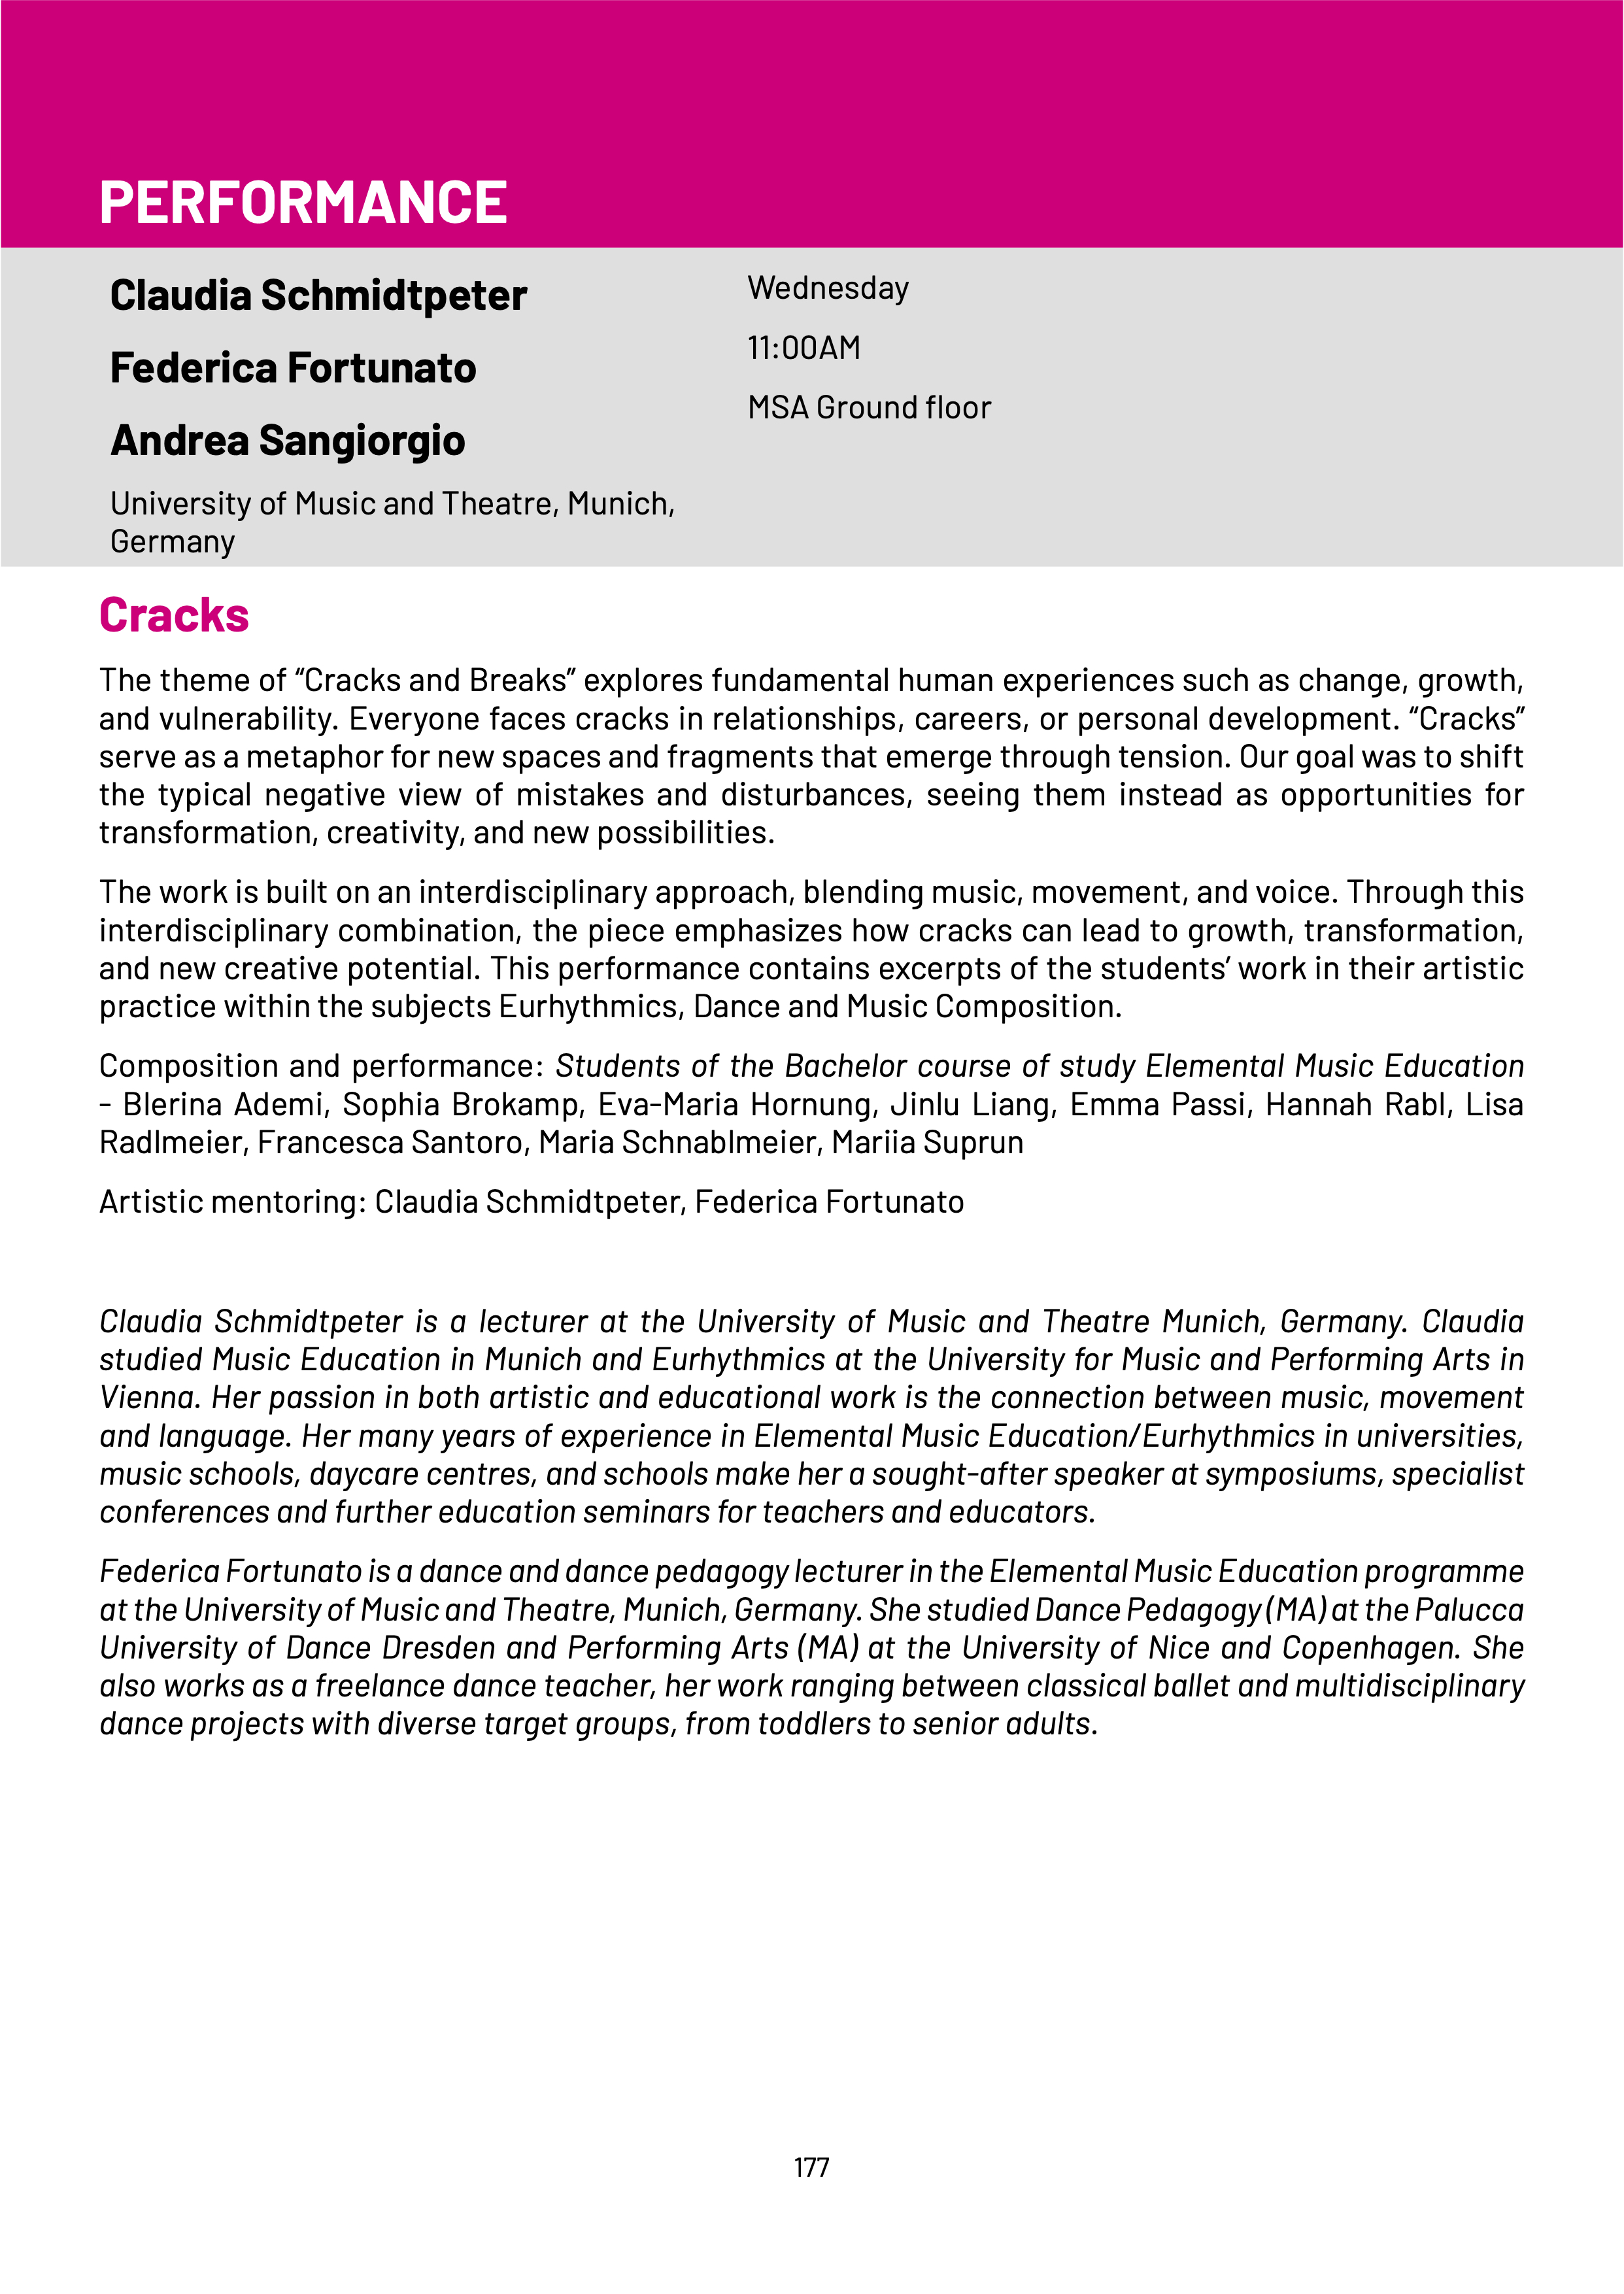 PERFORMANCE
Claudia Schmidtpeter
Federica Fortunato
Andrea Sangiorgio
University of Music and Theatre, Munich,
Germany
Wednesday
11:00AM
MSA Ground floor
Cracks
The theme of “Cracks and Breaks” explores fundamental human experiences such as change, growth,
and vulnerability. Everyone faces cracks in relationships, careers, or personal development. “Cracks”
serve as a metaphor for new spaces and fragments that emerge through tension. Our goal was to shift
the typical negative view of mistakes and disturbances, seeing them instead as opportunities for
transformation, creativity, and new possibilities.
The work is built on an interdisciplinary approach, blending music, movement, and voice. Through this
interdisciplinary combination, the piece emphasizes how cracks can lead to growth, transformation,
and new creative potential. This performance contains excerpts of the students’ work in their artistic
practice within the subjects Eurhythmics, Dance and Music Composition.
Composition and performance: Students of the Bachelor course of study Elemental Music Education
- Blerina Ademi, Sophia Brokamp, Eva-Maria Hornung, Jinlu Liang, Emma Passi, Hannah Rabl, Lisa
Radlmeier, Francesca Santoro, Maria Schnablmeier, Mariia Suprun
Artistic mentoring: Claudia Schmidtpeter, Federica Fortunato
Claudia Schmidtpeter is a lecturer at the University of Music and Theatre Munich, Germany. Claudia
studied Music Education in Munich and Eurhythmics at the University for Music and Performing Arts in
Vienna. Her passion in both artistic and educational work is the connection between music, movement
and language. Her many years of experience in Elemental Music Education/Eurhythmics in universities,
music schools, daycare centres, and schools make her a sought-after speaker at symposiums, specialist
conferences and further education seminars for teachers and educators.
Federica Fortunato is a dance and dance pedagogy lecturer in the Elemental Music Education programme
at the University of Music and Theatre, Munich, Germany. She studied Dance Pedagogy (MA) at the Palucca
University of Dance Dresden and Performing Arts (MA) at the University of Nice and Copenhagen. She
also works as a freelance dance teacher, her work ranging between classical ballet and multidisciplinary
dance projects with diverse target groups, from toddlers to senior adults.
177